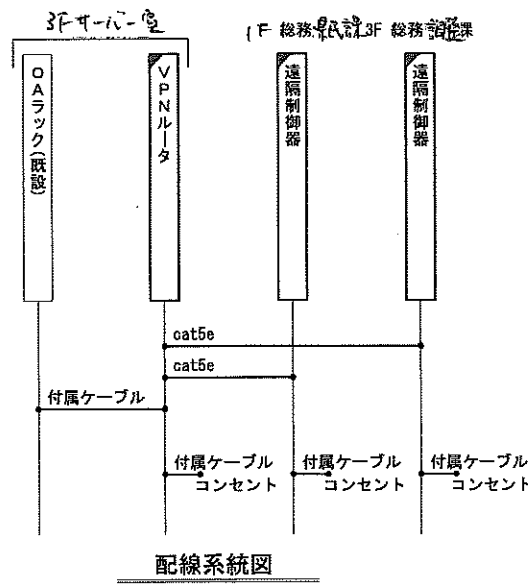 3Fサーバー室
1F 総務県民課
3F 総務課
OAラック(既設)
VPNルータ
遠隔制御器
遠隔制御器
cat5e
cat5e
付属ケーブル
付属ケーブル
コンセント
付属ケーブル
コンセント
付属ケーブル
コンセント
配線系統図